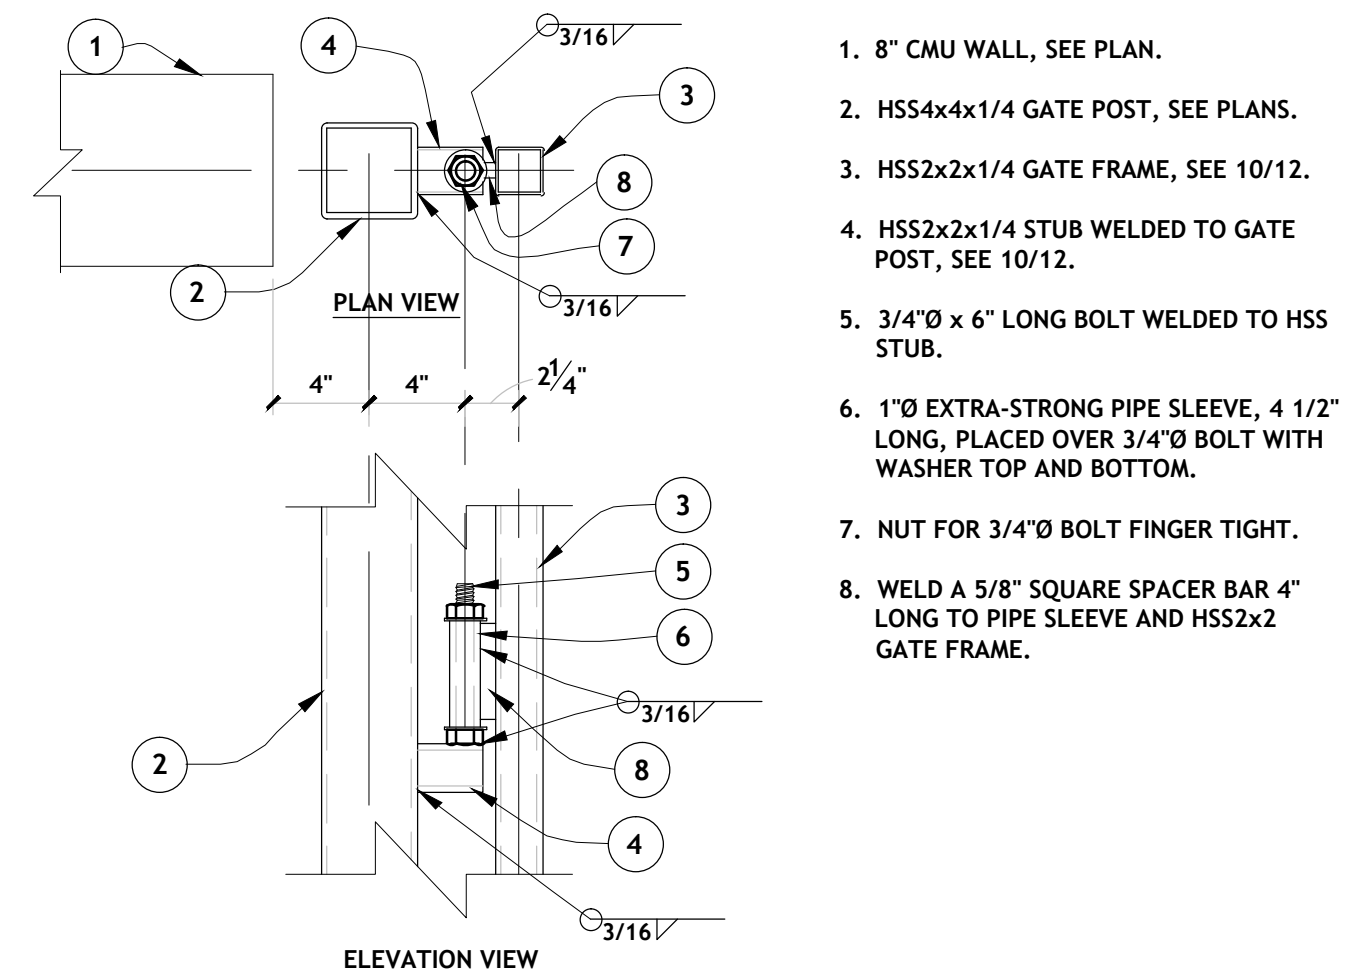 1
4
3/16
3
8
7
2
3/16
PLAN VIEW
4"
4"
2 1/4"
3
5
6
3/16
2
8
4
3/16
ELEVATION VIEW
1. 8" CMU WALL, SEE PLAN.
2. HSS4x4x1/4 GATE POST, SEE PLANS.
3. HSS2x2x1/4 GATE FRAME, SEE 10/12.
4. HSS2x2x1/4 STUB WELDED TO GATE
POST, SEE 10/12.
5. 3/4"Ø x 6" LONG BOLT WELDED TO HSS
STUB.
6. 1"Ø EXTRA-STRONG PIPE SLEEVE, 4 1/2"
LONG, PLACED OVER 3/4"Ø BOLT WITH
WASHER TOP AND BOTTOM.
7. NUT FOR 3/4"Ø BOLT FINGER TIGHT.
8. WELD A 5/8" SQUARE SPACER BAR 4"
LONG TO PIPE SLEEVE AND HSS2x2
GATE FRAME.